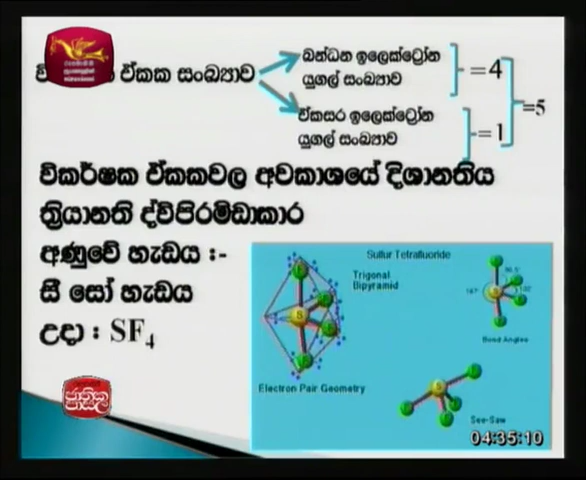 ඒකක සංඛ්‍යාව
බන්ධන ඉලෙක්ට්‍රෝන
යුගල් සංඛ්‍යාව
=4
ඒකසර ඉලෙක්ට්‍රෝන
යුගල් සංඛ්‍යාව
=1
=5
විකර්ෂක ඒකකවල අවකාශයේ දිශානතිය
ත්‍රියානති ද්විපිරමිඩාකාර
අණුවේ හැඩය :-
සී සෝ හැඩය
උදා : SF₄
Sulfur Tetrafluoride
Trigonal
Bipyramid
S
S
Bond Angles
Electron Pair Geometry
S
See-Saw
ජාතික
පාසල
04:35:10